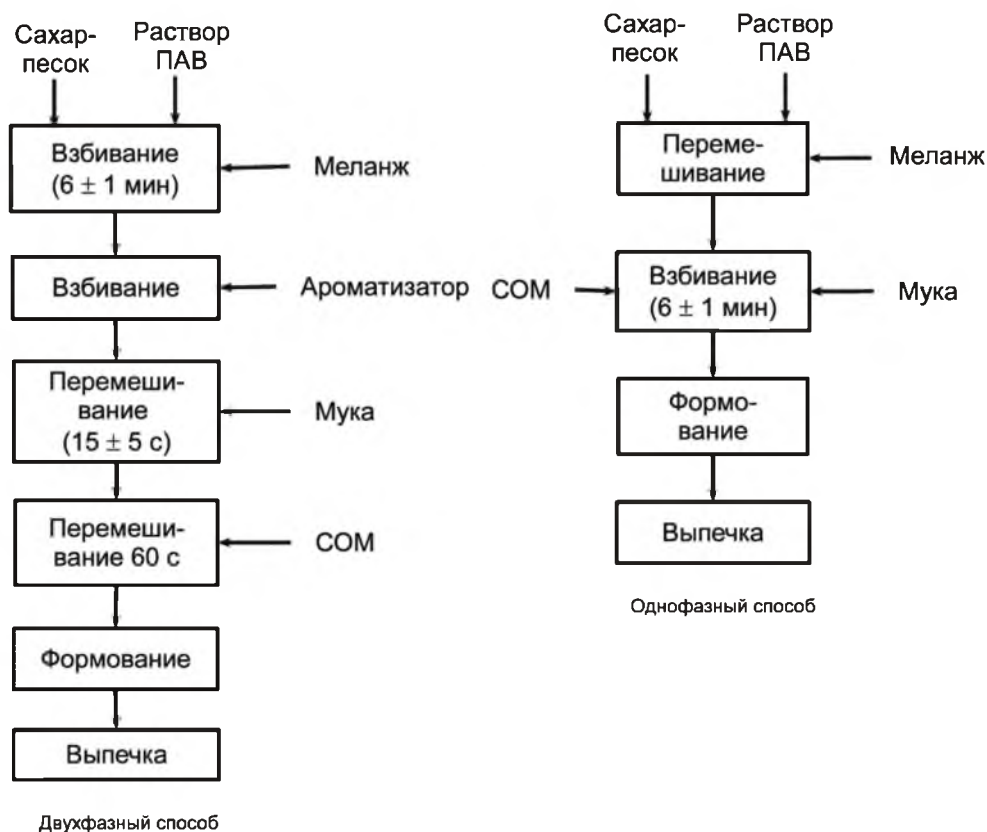 Сахар-
песок
Раствор
ПАВ
Взбивание
(6 ± 1 мин)
Меланж
Взбивание
Ароматизатор
Перемеши-
вание
(15 ± 5 с)
Мука
Перемеши-
вание 60 с
СОМ
Формование
Выпечка
Двухфазный способ
Сахар-
песок
Раствор
ПАВ
Переме-
шивание
Меланж
СОМ
Взбивание
(6 ± 1 мин)
Мука
Формо-
вание
Выпечка
Однофазный способ